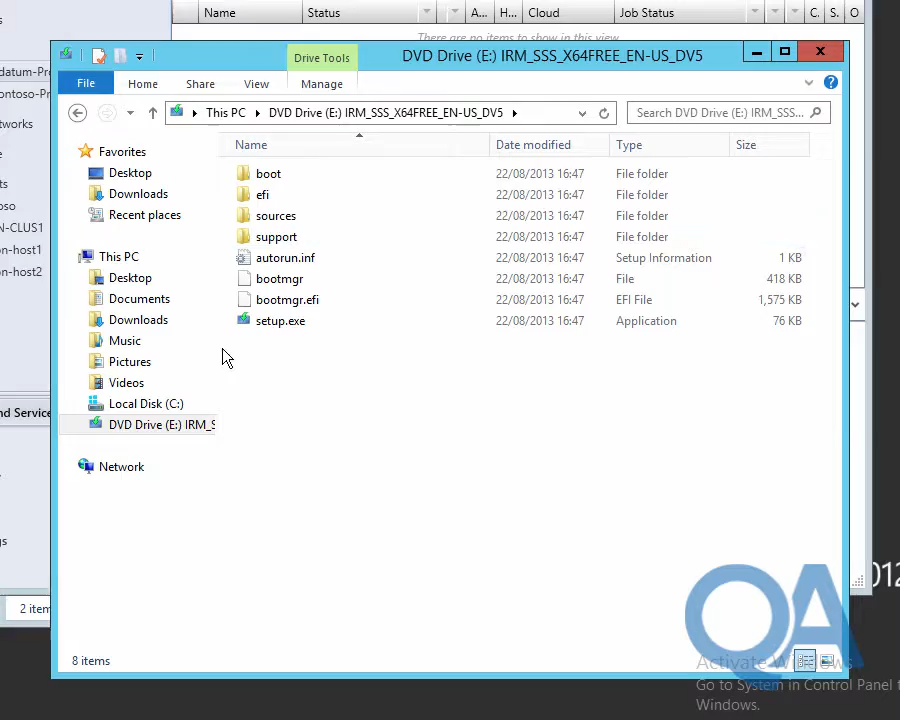 Name Status A... H... Cloud Job Status C. S. O
There are no items to show in this view.
Drive Tools DVD Drive (E:) IRM_SSS_X64FREE_EN-US_DV5
File Home Share View Manage
This PC DVD Drive (E:) IRM_SSS_X64FREE_EN-US_DV5 Search DVD Drive (E:) IRM_SSS...
Name Date modified Type Size
Favorites
Desktop
Downloads
Recent places
This PC
Desktop
Documents
Downloads
Music
Pictures
Videos
Local Disk (C:)
DVD Drive (E:) IRM_S
Network
boot 22/08/2013 16:47 File folder
efi 22/08/2013 16:47 File folder
sources 22/08/2013 16:47 File folder
support 22/08/2013 16:47 File folder
autorun.inf 22/08/2013 16:47 Setup Information 1 KB
bootmgr 22/08/2013 16:47 File 418 KB
bootmgr.efi 22/08/2013 16:47 EFI File 1,575 KB
setup.exe 22/08/2013 16:47 Application 76 KB
8 items
s
datum-Pr
ontoso-Pr
tworks
e
ts
oso
N-CLUS1
on-host1
on-host2
nd Service
gs
2 item
012
QA
Activate Windows
Go to System in Control Panel t
Windows.